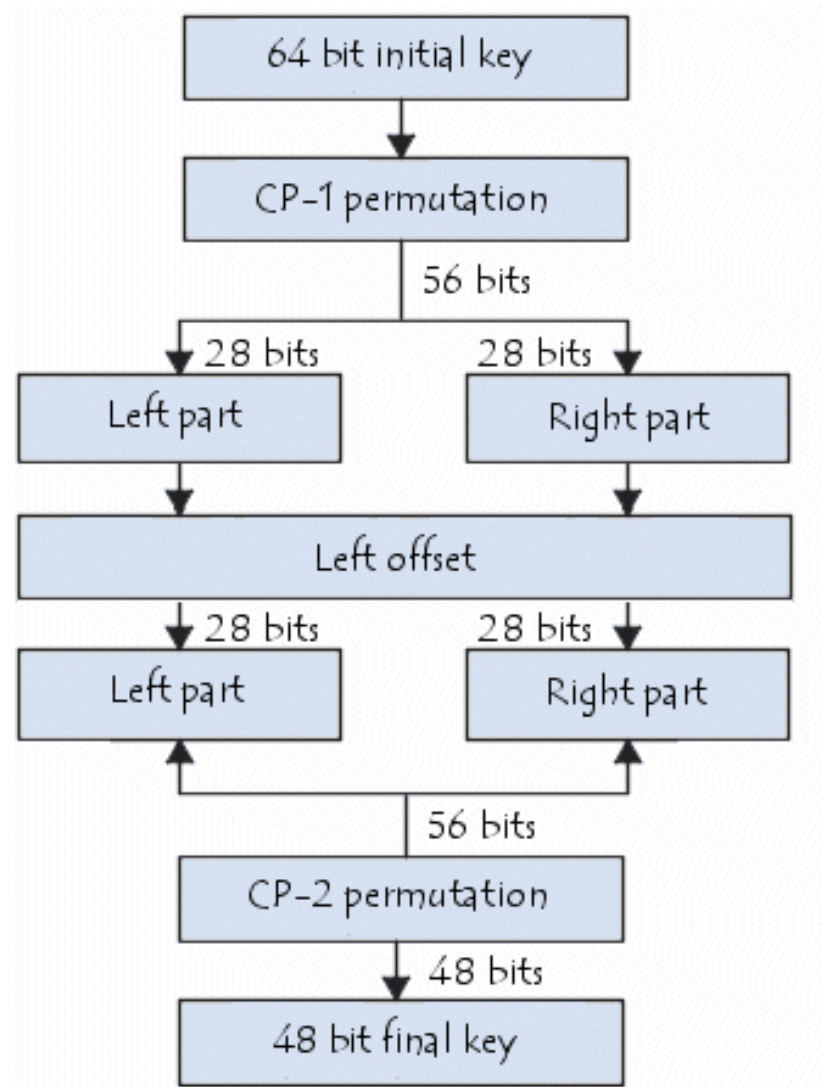 64 bit initial key
CP-1 permutation
56 bits
28 bits
28 bits
Left part
Right part
Left offset
28 bits
28 bits
Left part
Right part
56 bits
CP-2 permutation
48 bits
48 bit final key